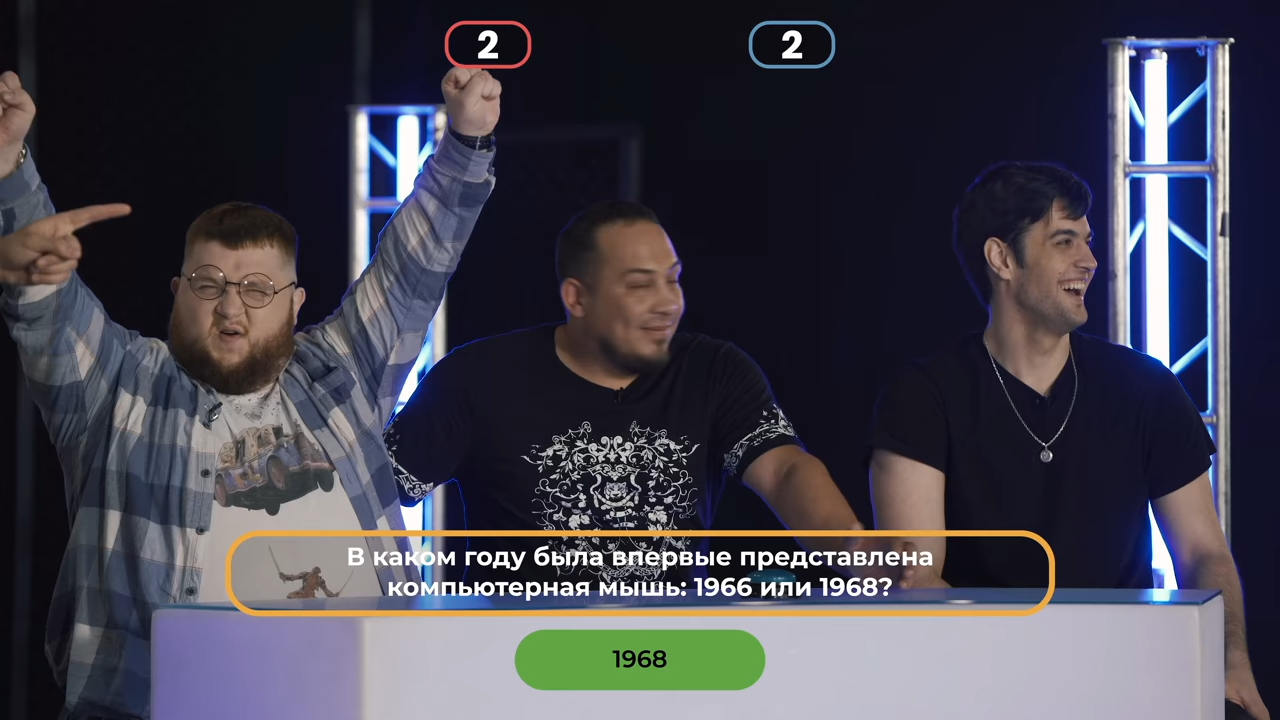 2
2
В каком году была впервые представлена
компьютерная мышь: 1966 или 1968?
1968